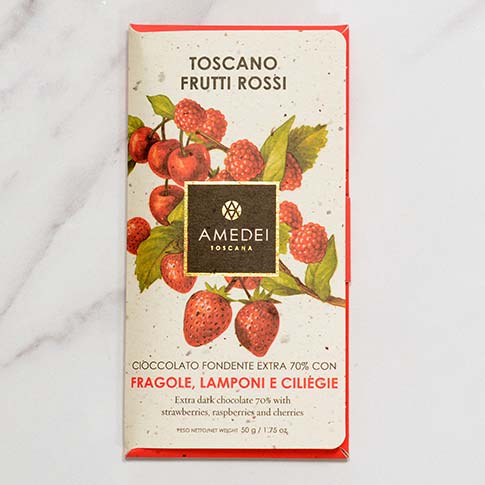 TOSCANO
FRUTTI ROSSI
AMEDEI
TOSCANA
CIOCCOLATO FONDENTE EXTRA 70% CON
FRAGOLE, LAMPONI E CILIÉGIE
Extra dark chocolate 70% with
strawberries, raspberries and cherries
PESO NETTO/NET WEIGHT 50 g / 1.75 oz.